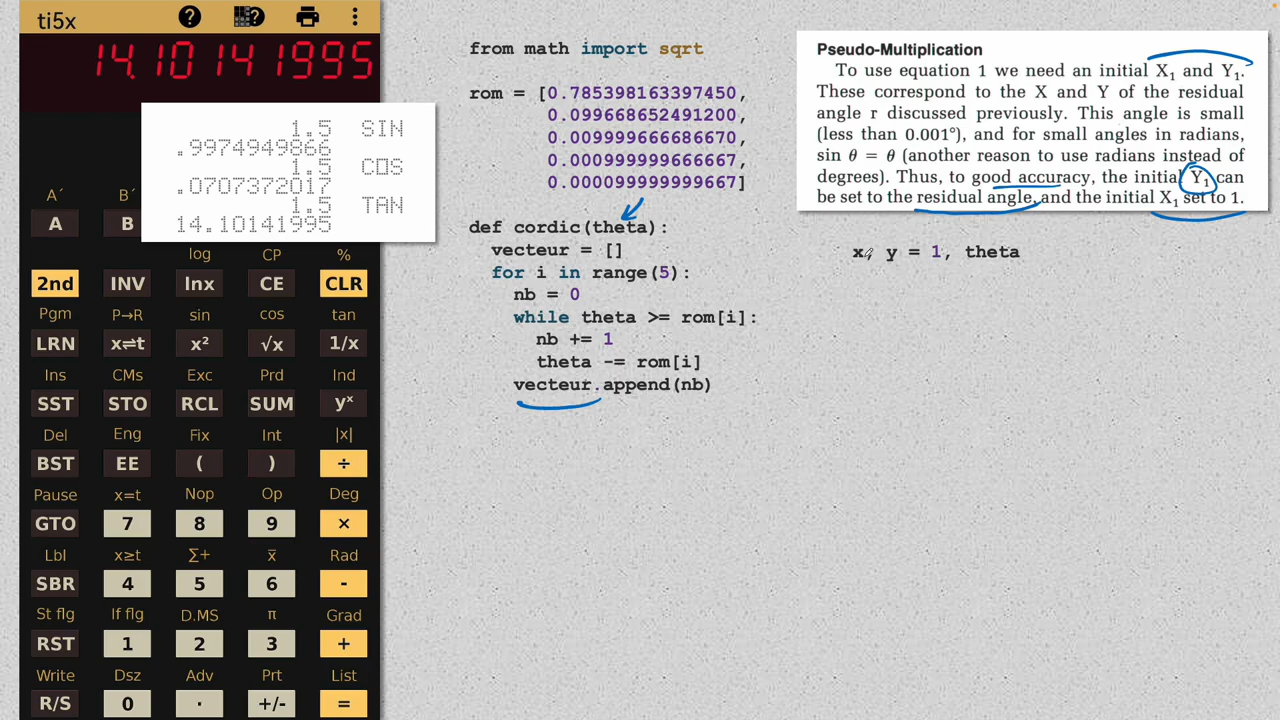 ti5x
14.10141995
1.5 SIN
.9974949866
1.5 COS
.0707372017
1.5 TAN
14.10141995
A´ B´
A B
log CP %
2nd INV lnx CE CLR
Pgm P→R sin cos tan
LRN x⇌t x² √x 1/x
Ins CMs Exc Prd Ind
SST STO RCL SUM yˣ
Del Eng Fix Int |x|
BST EE ( ) ÷
Pause x=t Nop Op Deg
GTO 7 8 9 ×
Lbl x≥t Σ+ x̅ Rad
SBR 4 5 6 -
St flg If flg D.MS π Grad
RST 1 2 3 +
Write Dsz Adv Prt List
R/S 0 . +/- =
from math import sqrt
rom = [0.785398163397450,
0.099668652491200,
0.009999666686670,
0.000999999666667,
0.0000999999999667]
def cordic(theta):
vecteur = []
for i in range(5):
nb = 0
while theta >= rom[i]:
nb += 1
theta -= rom[i]
vecteur.append(nb)
Pseudo-Multiplication
To use equation 1 we need an initial X₁ and Y₁.
These correspond to the X and Y of the residual
angle r discussed previously. This angle is small
(less than 0.001°), and for small angles in radians,
sin θ = θ (another reason to use radians instead of
degrees). Thus, to good accuracy, the initial Y₁ can
be set to the residual angle, and the initial X₁ set to 1.
x, y = 1, theta